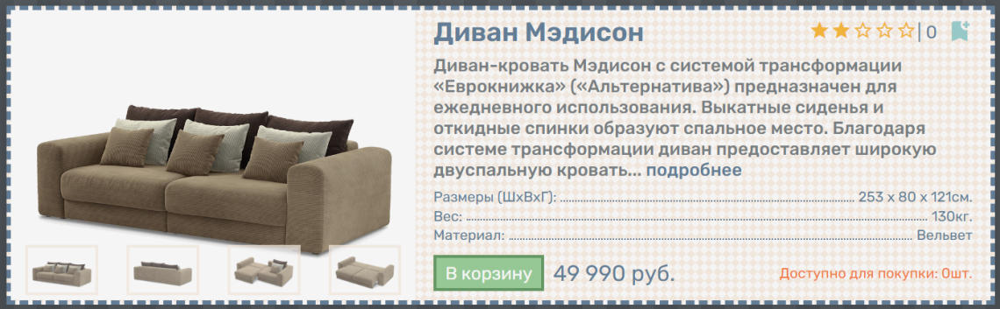 Диван Мэдисон
| 0
Диван-кровать Мэдисон с системой трансформации
«Еврокнижка» («Альтернатива») предназначен для
ежедневного использования. Выкатные сиденья и
откидные спинки образуют спальное место. Благодаря
системе трансформации диван предоставляет широкую
двуспальную кровать... подробнее
Размеры (ШxВxГ): 253 x 80 x 121см.
Вес: 130кг.
Материал: Вельвет
В корзину 49 990 руб. Доступно для покупки: 0шт.